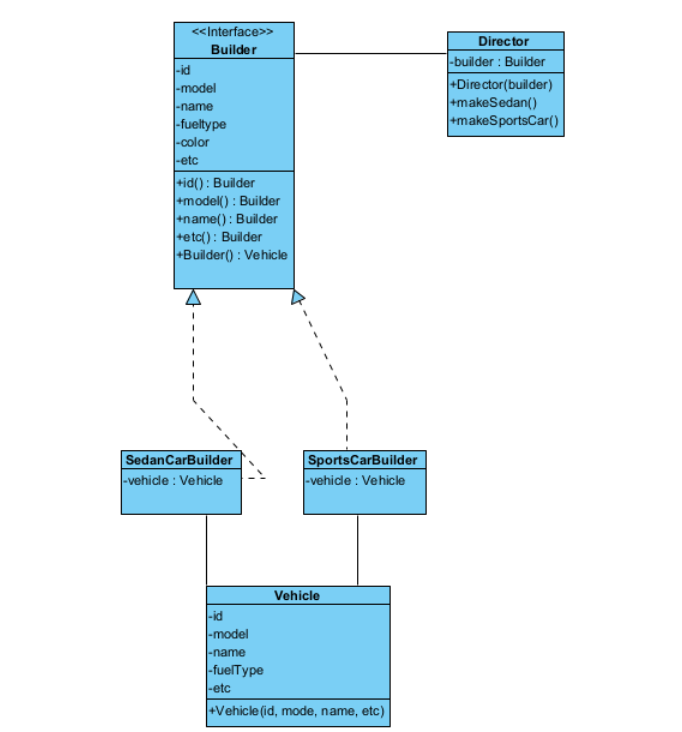 <<Interface>>
Builder
-id
-model
-name
-fueltype
-color
-etc
+id() : Builder
+model() : Builder
+name() : Builder
+etc() : Builder
+Builder() : Vehicle
Director
-builder : Builder
+Director(builder)
+makeSedan()
+makeSportsCar()
SedanCarBuilder
-vehicle : Vehicle
SportsCarBuilder
-vehicle : Vehicle
Vehicle
-id
-model
-name
-fuelType
-etc
+Vehicle(id, mode, name, etc)